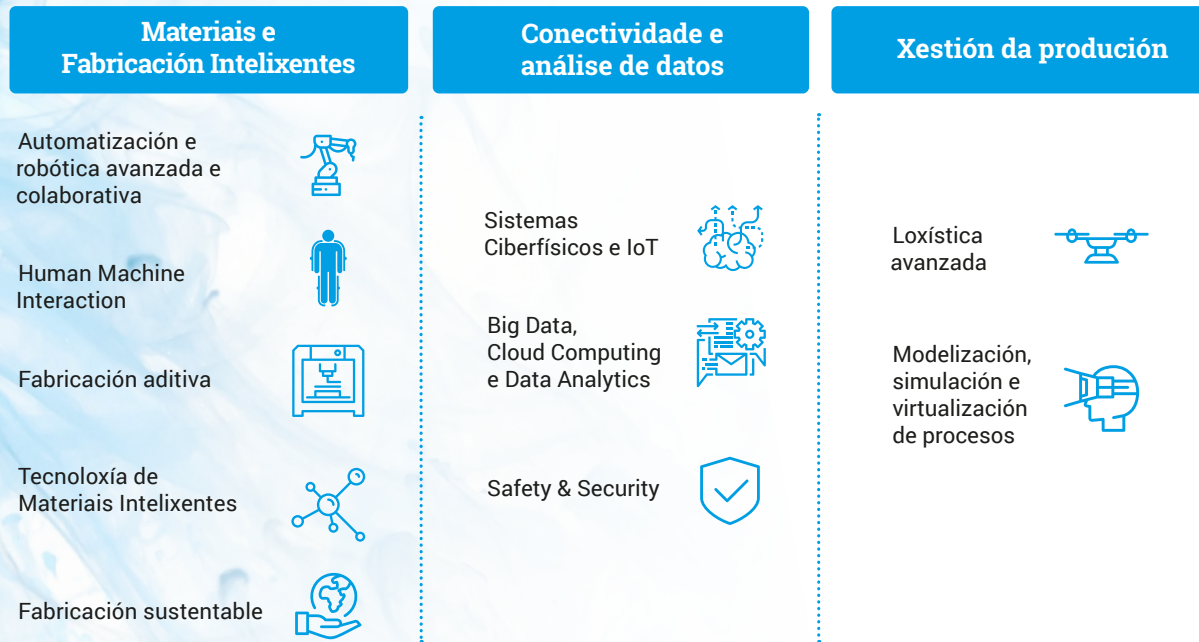 Materiais e
Fabricación Intelixentes
Automatización e
robótica avanzada e
colaborativa
Human Machine
Interaction
Fabricación aditiva
Tecnoloxía de
Materiais Intelixentes
Fabricación sustentable
Conectividade e
análise de datos
Sistemas
Ciberfísicos e IoT
Big Data,
Cloud Computing
e Data Analytics
Safety & Security
Xestión da produción
Loxística
avanzada
Modelización,
simulación e
virtualización
de procesos